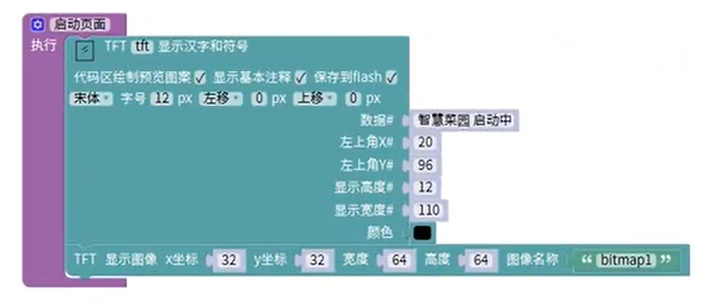 启动页面
执行 TFT tft 显示汉字和符号
代码区绘制预览图案 显示基本注释 保存到flash
宋体 字号 12 px 左移 0 px 上移 0 px
数据# 智慧菜园 启动中
左上角X# 20
左上角Y# 96
显示高度# 12
显示宽度# 110
颜色
TFT 显示图像 x坐标 32 y坐标 32 宽度 64 高度 64 图像名称 “ bitmap1 ”